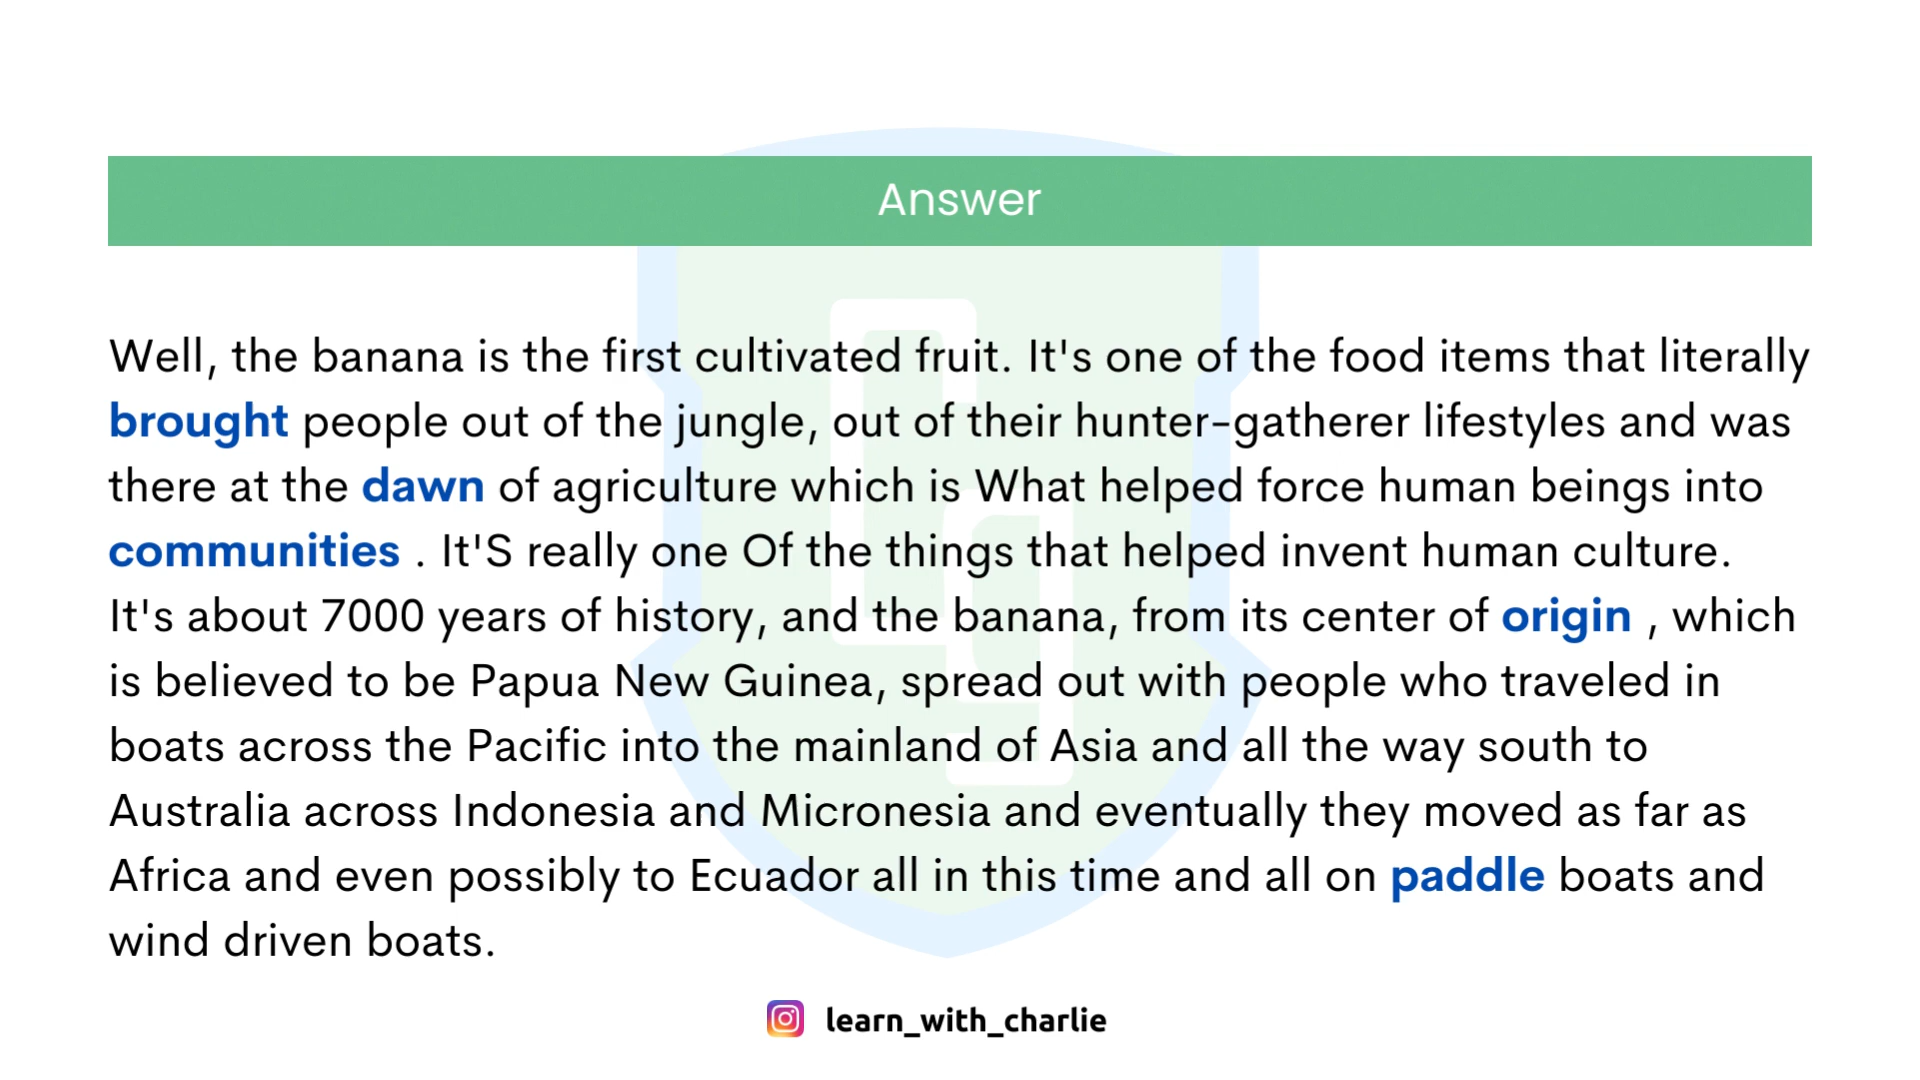 Answer
Well, the banana is the first cultivated fruit. It's one of the food items that literally
brought people out of the jungle, out of their hunter-gatherer lifestyles and was
there at the dawn of agriculture which is What helped force human beings into
communities . It'S really one Of the things that helped invent human culture.
It's about 7000 years of history, and the banana, from its center of origin , which
is believed to be Papua New Guinea, spread out with people who traveled in
boats across the Pacific into the mainland of Asia and all the way south to
Australia across Indonesia and Micronesia and eventually they moved as far as
Africa and even possibly to Ecuador all in this time and all on paddle boats and
wind driven boats.
learn_with_charlie